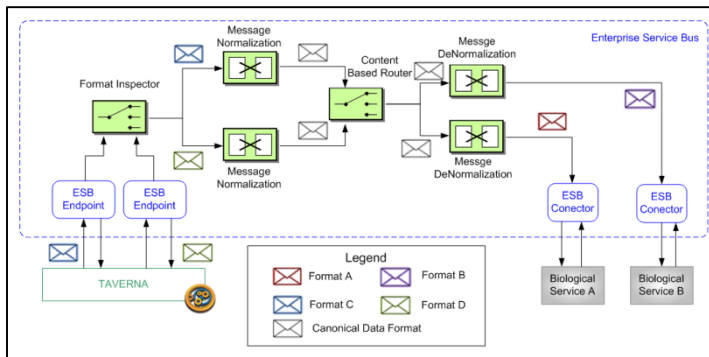 Enterprise Service Bus
Message
Normalization
Messge
DeNormalization
Content
Based Router
Format Inspector
Message
Normalization
Messge
DeNormalization
ESB
Endpoint
ESB
Endpoint
ESB
Conector
ESB
Conector
TAVERNA
Biological
Service A
Biological
Service B
Legend
Format A
Format B
Format C
Format D
Canonical Data Format